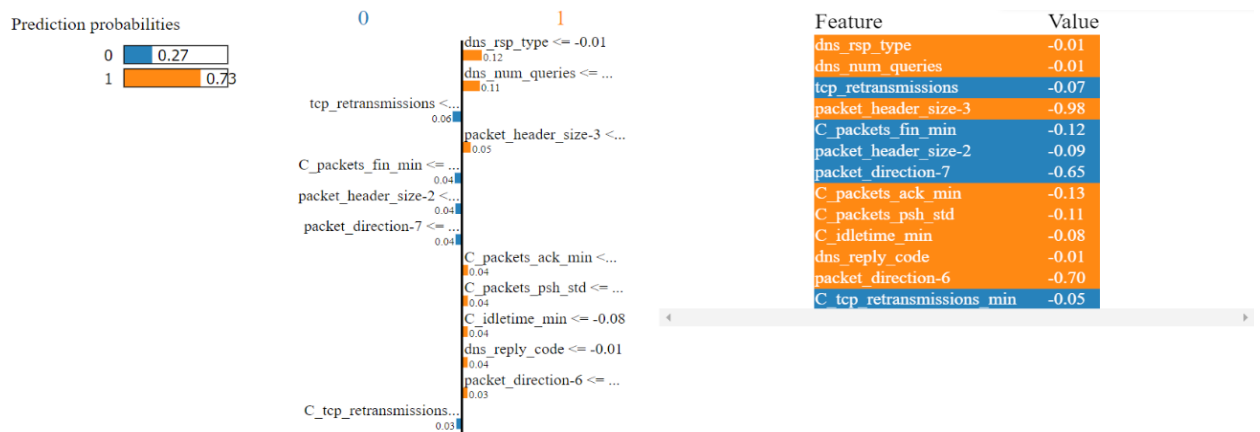 Prediction probabilities
0 0.27
1 0.73
0 1
dns_rsp_type <= -0.01
0.12
dns_num_queries <= ...
0.11
tcp_retransmissions <...
0.06
packet_header_size-3 <...
0.05
C_packets_fin_min <= ...
0.04
packet_header_size-2 <...
0.04
packet_direction-7 <= ...
0.04
C_packets_ack_min <...
0.04
C_packets_psh_std <= ...
0.04
C_idletime_min <= -0.08
0.04
dns_reply_code <= -0.01
0.04
packet_direction-6 <= ...
0.03
C_tcp_retransmissions...
0.03
Feature Value
dns_rsp_type -0.01
dns_num_queries -0.01
tcp_retransmissions -0.07
packet_header_size-3 -0.98
C_packets_fin_min -0.12
packet_header_size-2 -0.09
packet_direction-7 -0.65
C_packets_ack_min -0.13
C_packets_psh_std -0.11
C_idletime_min -0.08
dns_reply_code -0.01
packet_direction-6 -0.70
C_tcp_retransmissions_min -0.05